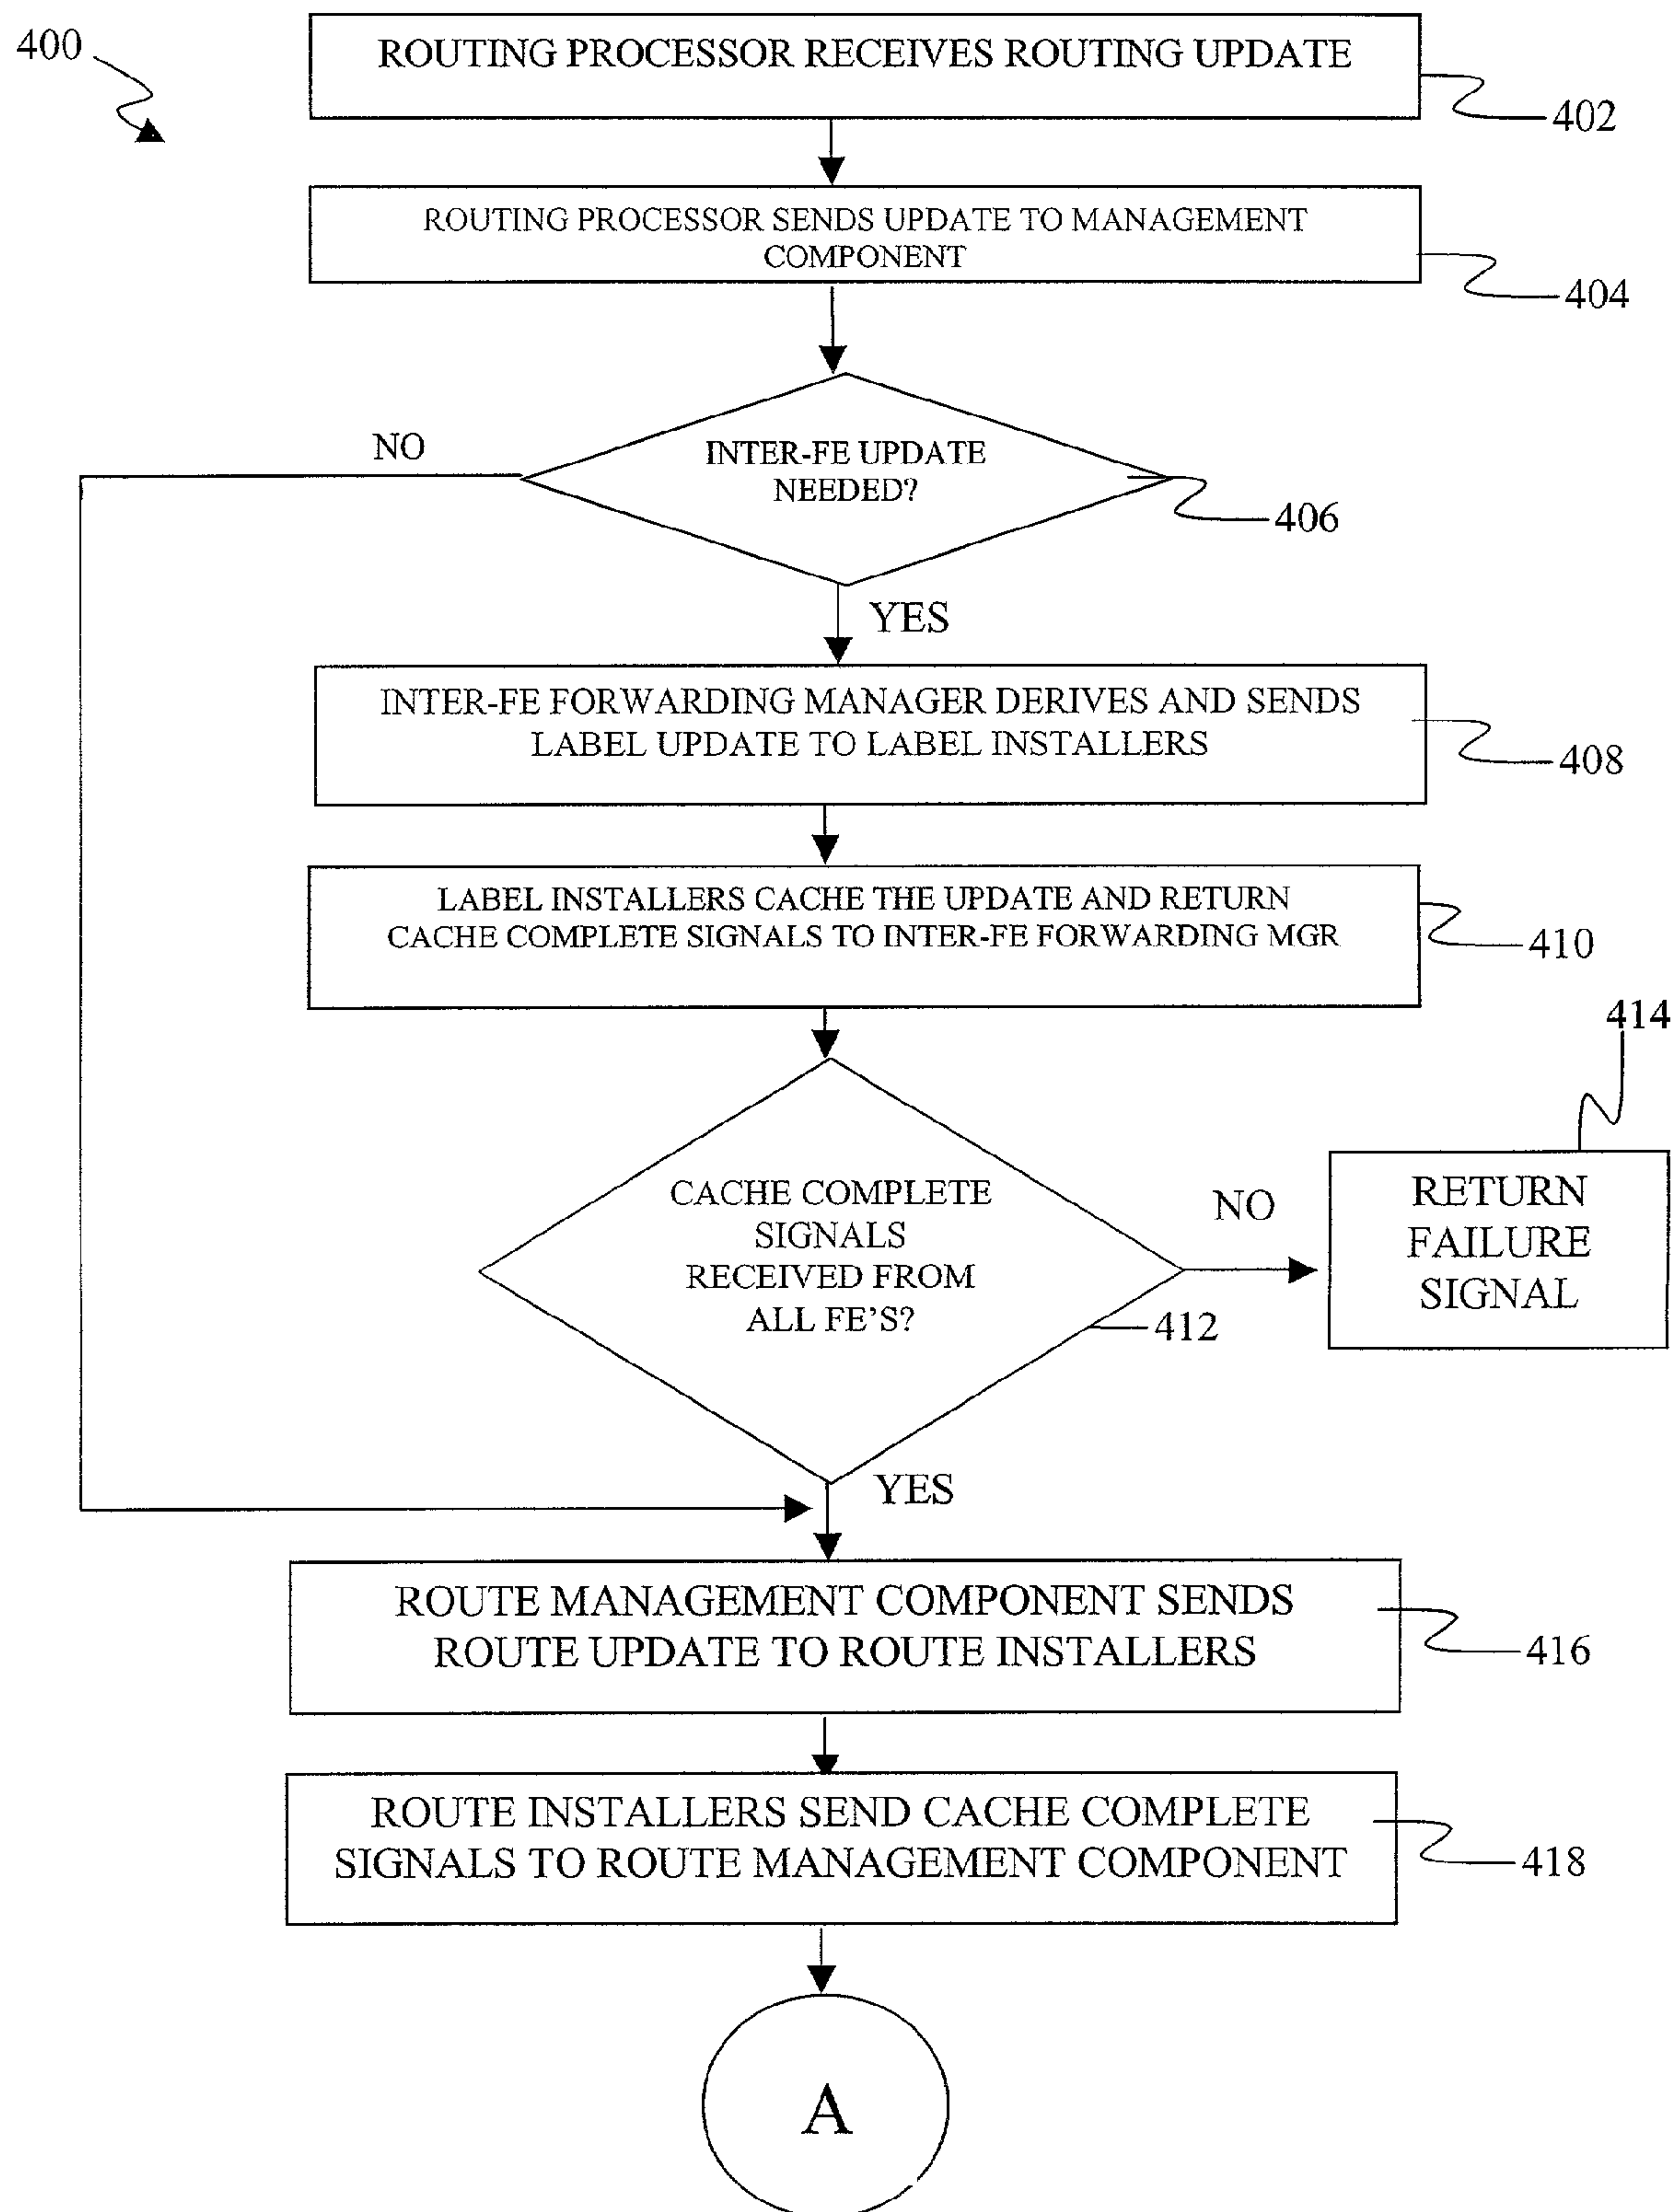 400
ROUTING PROCESSOR RECEIVES ROUTING UPDATE
402
ROUTING PROCESSOR SENDS UPDATE TO MANAGEMENT
COMPONENT
404
NO
INTER-FE UPDATE
NEEDED?
406
YES
INTER-FE FORWARDING MANAGER DERIVES AND SENDS
LABEL UPDATE TO LABEL INSTALLERS
408
LABEL INSTALLERS CACHE THE UPDATE AND RETURN
CACHE COMPLETE SIGNALS TO INTER-FE FORWARDING MGR
410
414
CACHE COMPLETE
SIGNALS
RECEIVED FROM
ALL FE'S?
412
NO
RETURN
FAILURE
SIGNAL
YES
ROUTE MANAGEMENT COMPONENT SENDS
ROUTE UPDATE TO ROUTE INSTALLERS
416
ROUTE INSTALLERS SEND CACHE COMPLETE
SIGNALS TO ROUTE MANAGEMENT COMPONENT
418
A